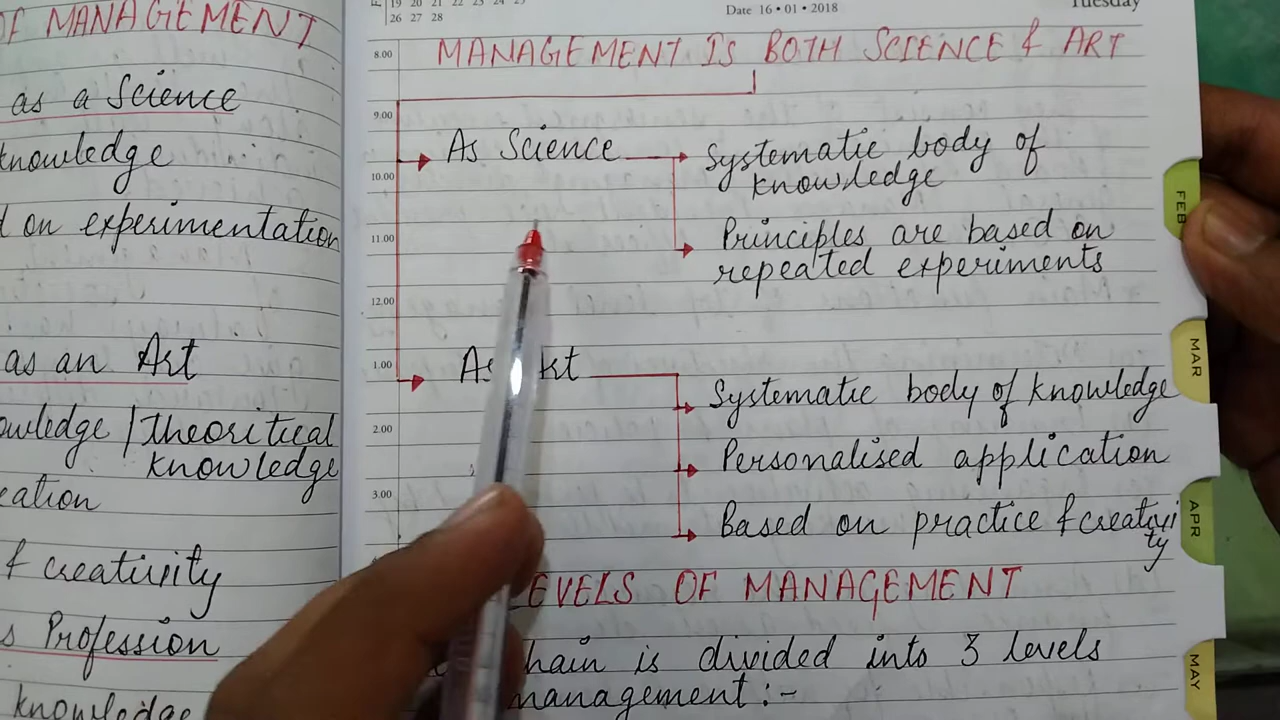 OF MANAGEMENT
as a Science
knowledge
on experimentation
as an Art
owledge / theoritical
knowledge
f creativity
s Profession
knowledge
19 20 21 22 23 24 25
26 27 28
Date 16 • 01 • 2018
Tuesday
8.00
MANAGEMENT IS BOTH SCIENCE & ART
9.00
As Science
Systematic body of
knowledge
10.00
11.00
Principles are based on
repeated experiments
12.00
1.00
Systematic body of knowledge
2.00
Personalised application
3.00
Based on practice & creativi
ty
EVELS OF MANAGEMENT
hain is divided into 3 levels
management :-
FEB
MAR
APR
MAY